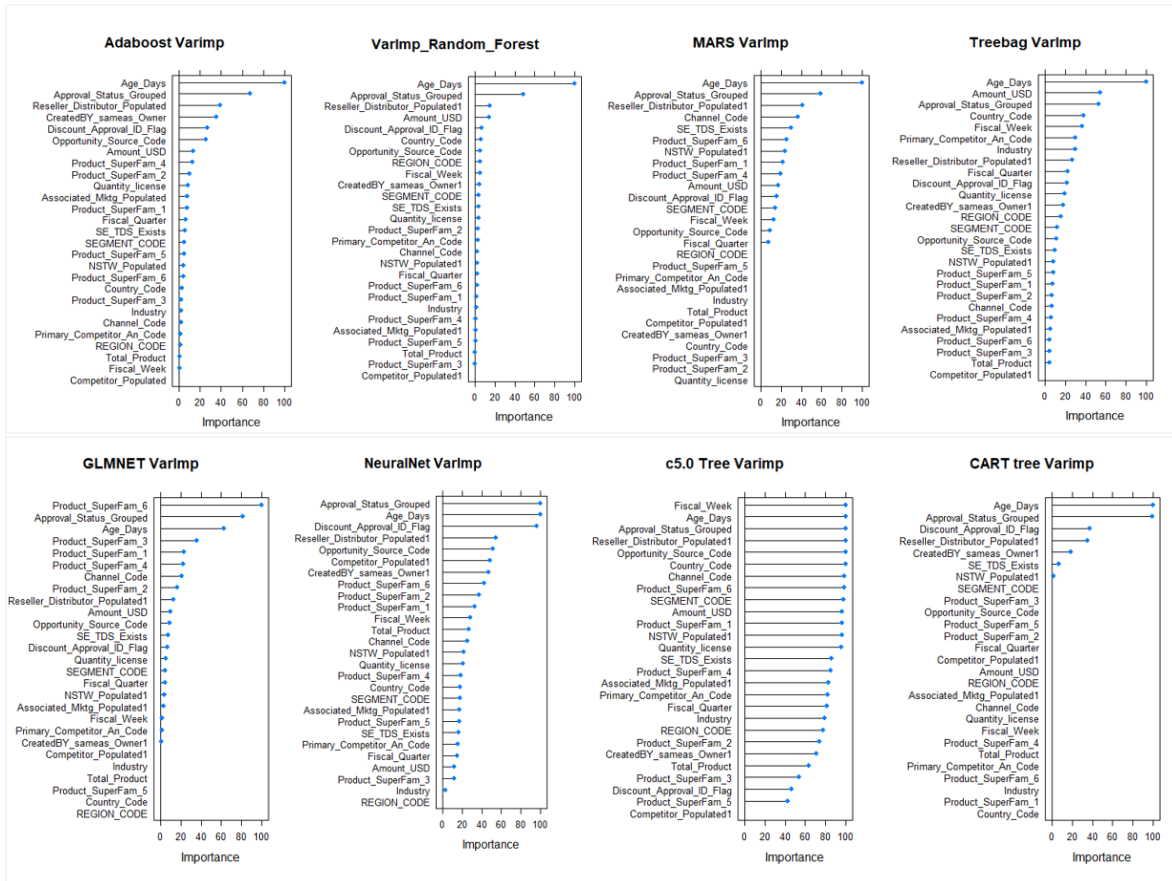 Adaboost VarImp
Age_Days
Approval_Status_Grouped
Reseller_Distributor_Populated
CreatedBY_sameas_Owner
Discount_Approval_ID_Flag
Opportunity_Source_Code
Amount_USD
Product_SuperFam_4
Product_SuperFam_2
Quantity_license
Associated_Mktg_Populated
Product_SuperFam_1
Fiscal_Quarter
SE_TDS_Exists
SEGMENT_CODE
Product_SuperFam_5
NSTW_Populated
Product_SuperFam_6
Country_Code
Product_SuperFam_3
Industry
Channel_Code
Primary_Competitor_An_Code
REGION_CODE
Total_Product
Fiscal_Week
Competitor_Populated
0 20 40 60 80 100
Importance
VarImp_Random_Forest
Age_Days
Approval_Status_Grouped
Reseller_Distributor_Populated1
Amount_USD
Discount_Approval_ID_Flag
Country_Code
Opportunity_Source_Code
REGION_CODE
Fiscal_Week
CreatedBY_sameas_Owner1
SEGMENT_CODE
SE_TDS_Exists
Quantity_license
Product_SuperFam_2
Primary_Competitor_An_Code
Channel_Code
NSTW_Populated1
Fiscal_Quarter
Product_SuperFam_6
Product_SuperFam_1
Industry
Product_SuperFam_4
Associated_Mktg_Populated1
Product_SuperFam_5
Total_Product
Product_SuperFam_3
Competitor_Populated1
0 20 40 60 80 100
Importance
MARS VarImp
Age_Days
Approval_Status_Grouped
Reseller_Distributor_Populated1
Channel_Code
SE_TDS_Exists
Product_SuperFam_6
NSTW_Populated1
Product_SuperFam_1
Product_SuperFam_4
Amount_USD
Discount_Approval_ID_Flag
SEGMENT_CODE
Fiscal_Week
Opportunity_Source_Code
Fiscal_Quarter
REGION_CODE
Product_SuperFam_5
Primary_Competitor_An_Code
Associated_Mktg_Populated1
Industry
Total_Product
Competitor_Populated1
CreatedBY_sameas_Owner1
Country_Code
Product_SuperFam_3
Product_SuperFam_2
Quantity_license
0 20 40 60 80 100
Importance
Treebag VarImp
Age_Days
Amount_USD
Approval_Status_Grouped
Country_Code
Fiscal_Week
Primary_Competitor_An_Code
Industry
Reseller_Distributor_Populated1
Fiscal_Quarter
Discount_Approval_ID_Flag
Quantity_license
CreatedBY_sameas_Owner1
REGION_CODE
SEGMENT_CODE
Opportunity_Source_Code
SE_TDS_Exists
NSTW_Populated1
Product_SuperFam_5
Product_SuperFam_1
Product_SuperFam_2
Channel_Code
Product_SuperFam_4
Associated_Mktg_Populated1
Product_SuperFam_6
Product_SuperFam_3
Total_Product
Competitor_Populated1
0 20 40 60 80 100
Importance
GLMNET VarImp
Product_SuperFam_6
Approval_Status_Grouped
Age_Days
Product_SuperFam_3
Product_SuperFam_1
Product_SuperFam_4
Channel_Code
Product_SuperFam_2
Reseller_Distributor_Populated1
Amount_USD
Opportunity_Source_Code
SE_TDS_Exists
Discount_Approval_ID_Flag
Quantity_license
SEGMENT_CODE
Fiscal_Quarter
NSTW_Populated1
Associated_Mktg_Populated1
Fiscal_Week
Primary_Competitor_An_Code
CreatedBY_sameas_Owner1
Competitor_Populated1
Industry
Total_Product
Product_SuperFam_5
Country_Code
REGION_CODE
0 20 40 60 80 100
Importance
NeuralNet VarImp
Approval_Status_Grouped
Age_Days
Discount_Approval_ID_Flag
Reseller_Distributor_Populated1
Opportunity_Source_Code
Competitor_Populated1
CreatedBY_sameas_Owner1
Product_SuperFam_6
Product_SuperFam_2
Product_SuperFam_1
Fiscal_Week
Total_Product
Channel_Code
NSTW_Populated1
Quantity_license
Product_SuperFam_4
Country_Code
SEGMENT_CODE
Associated_Mktg_Populated1
Product_SuperFam_5
SE_TDS_Exists
Primary_Competitor_An_Code
Fiscal_Quarter
Amount_USD
Product_SuperFam_3
Industry
REGION_CODE
0 20 40 60 80 100
Importance
c5.0 Tree VarImp
Fiscal_Week
Age_Days
Approval_Status_Grouped
Reseller_Distributor_Populated1
Opportunity_Source_Code
Country_Code
Channel_Code
Product_SuperFam_6
SEGMENT_CODE
Amount_USD
Product_SuperFam_1
NSTW_Populated1
Quantity_license
SE_TDS_Exists
Product_SuperFam_4
Associated_Mktg_Populated1
Primary_Competitor_An_Code
Fiscal_Quarter
Industry
REGION_CODE
Product_SuperFam_2
CreatedBY_sameas_Owner1
Total_Product
Product_SuperFam_3
Discount_Approval_ID_Flag
Product_SuperFam_5
Competitor_Populated1
0 20 40 60 80 100
Importance
CART tree VarImp
Age_Days
Approval_Status_Grouped
Discount_Approval_ID_Flag
Reseller_Distributor_Populated1
CreatedBY_sameas_Owner1
SE_TDS_Exists
NSTW_Populated1
SEGMENT_CODE
Product_SuperFam_3
Opportunity_Source_Code
Product_SuperFam_5
Product_SuperFam_2
Fiscal_Quarter
Competitor_Populated1
Amount_USD
REGION_CODE
Associated_Mktg_Populated1
Channel_Code
Quantity_license
Fiscal_Week
Product_SuperFam_4
Total_Product
Primary_Competitor_An_Code
Product_SuperFam_6
Industry
Product_SuperFam_1
Country_Code
0 20 40 60 80 100
Importance